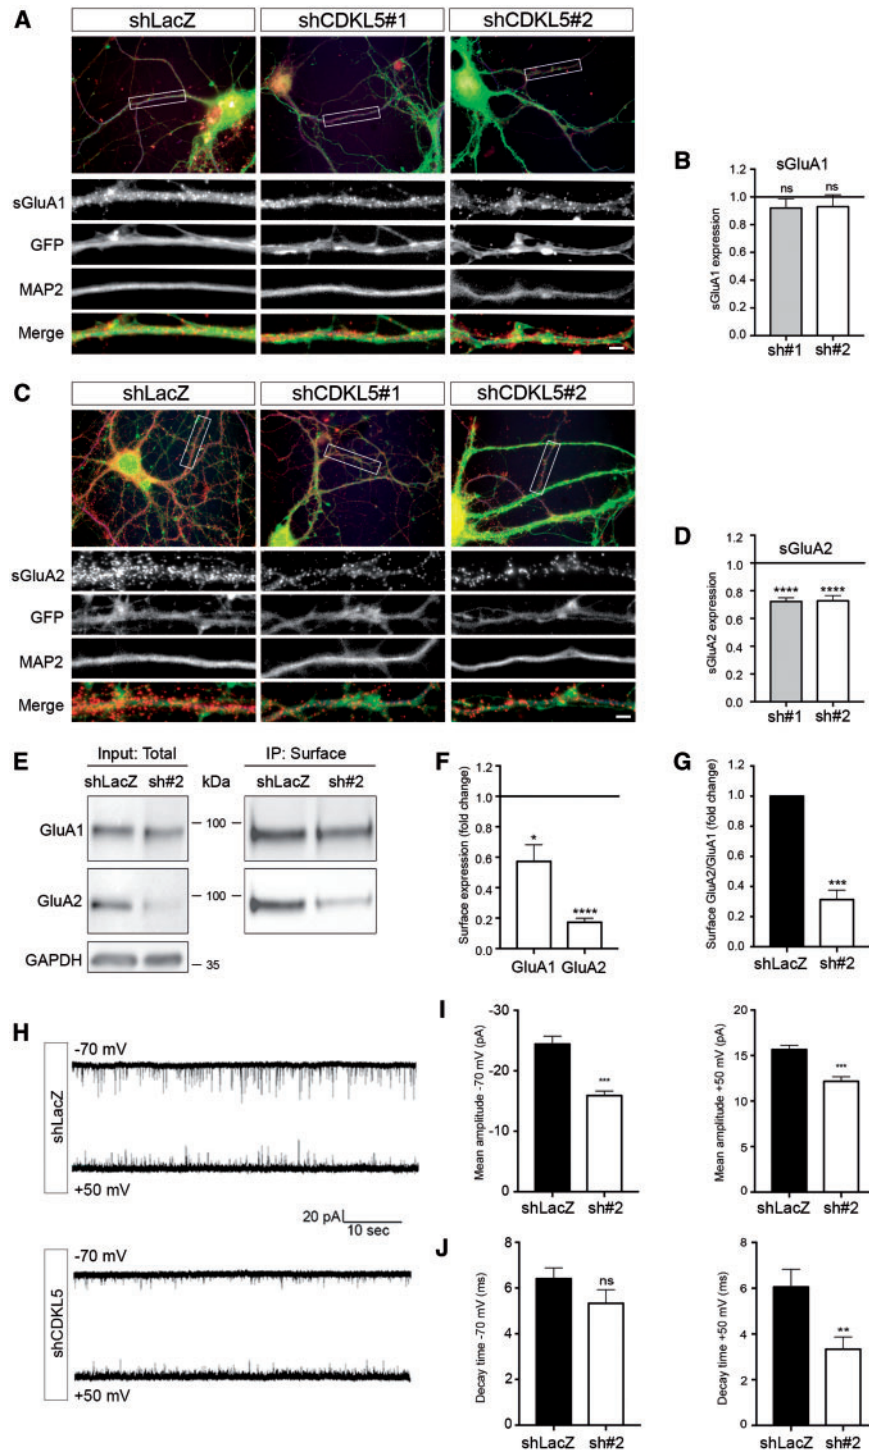 A
shLacZ shCDKL5#1 shCDKL5#2
sGluA1
GFP
MAP2
Merge
B
sGluA1
sGluA1 expression
1.2
1.0
0.8
0.6
0.4
0.2
0.0
ns ns
sh#1 sh#2
C
shLacZ shCDKL5#1 shCDKL5#2
sGluA2
GFP
MAP2
Merge
D
sGluA2
sGluA2 expression
1.2
1.0
0.8
0.6
0.4
0.2
0.0
**** ****
sh#1 sh#2
E
Input: Total IP: Surface
shLacZ sh#2 kDa shLacZ sh#2
GluA1
100
GluA2
100
GAPDH
35
F
Surface expression (fold change)
1.2
1.0
0.8
0.6
0.4
0.2
0.0
*
****
GluA1 GluA2
G
Surface GluA2/GluA1 (fold change)
1.2
1.0
0.8
0.6
0.4
0.2
0.0
***
shLacZ sh#2
H
shLacZ
-70 mV
+50 mV
20 pA
10 sec
shCDKL5
-70 mV
+50 mV
I
Mean amplitude -70 mV (pA)
-30
-20
-10
0
***
shLacZ sh#2
Mean amplitude +50 mV (pA)
20
15
10
5
0
***
shLacZ sh#2
J
Decay time -70 mV (ms)
8
6
4
2
0
ns
shLacZ sh#2
Decay time +50 mV (ms)
8
6
4
2
0
**
shLacZ sh#2